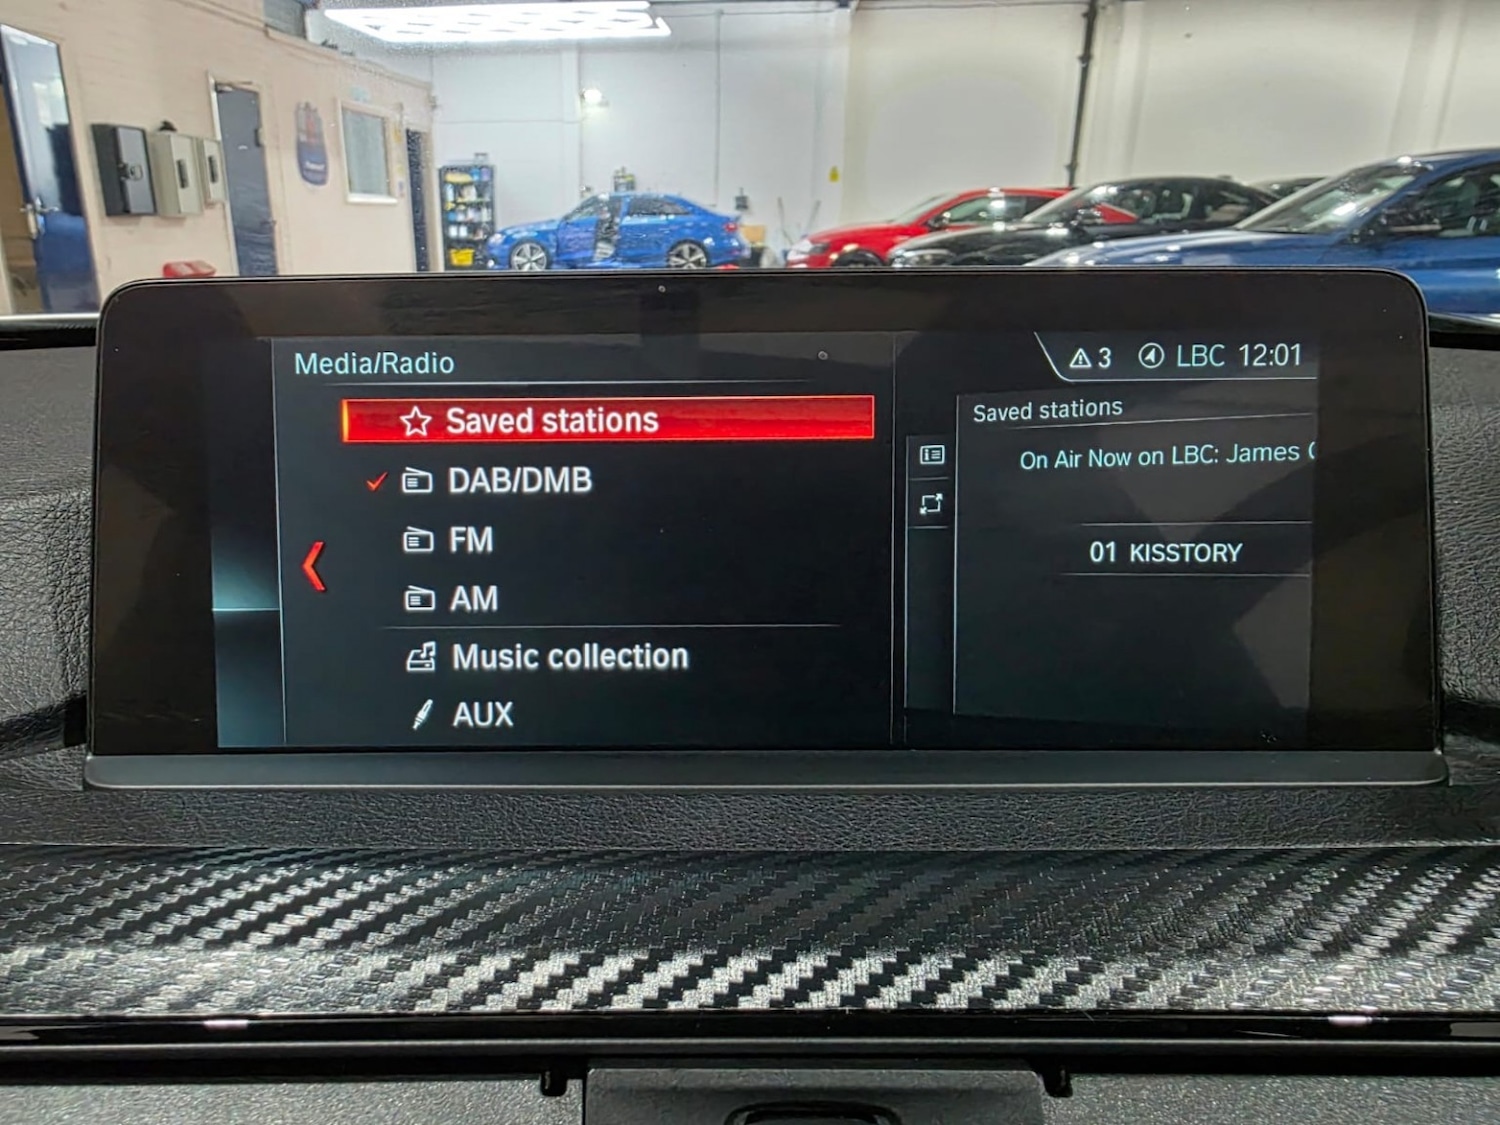 Media/Radio
Saved stations
DAB/DMB
FM
AM
Music collection
AUX
3 LBC 12:01
Saved stations
On Air Now on LBC: James
01 KISSTORY